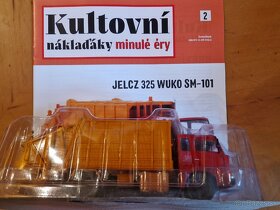 Kultovní
náklaďáky minulé éry
2
JELCZ 325 WUKO SM-101